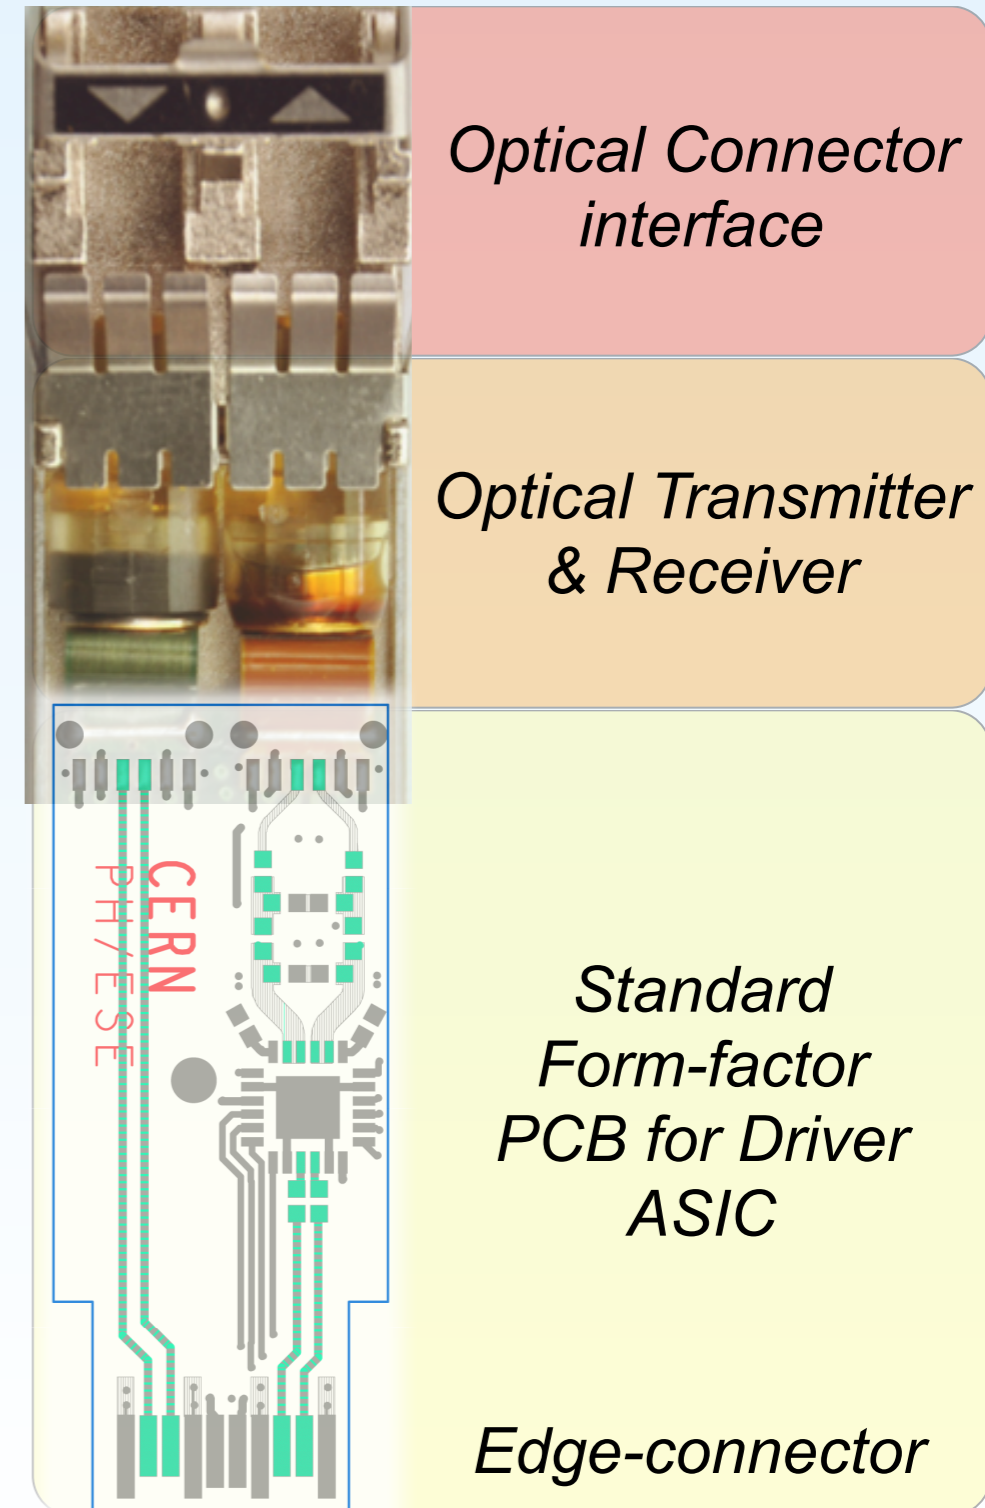 Optical Connector
interface
Optical Transmitter
& Receiver
CERN
PH/ESE
Standard
Form-factor
PCB for Driver
ASIC
Edge-connector